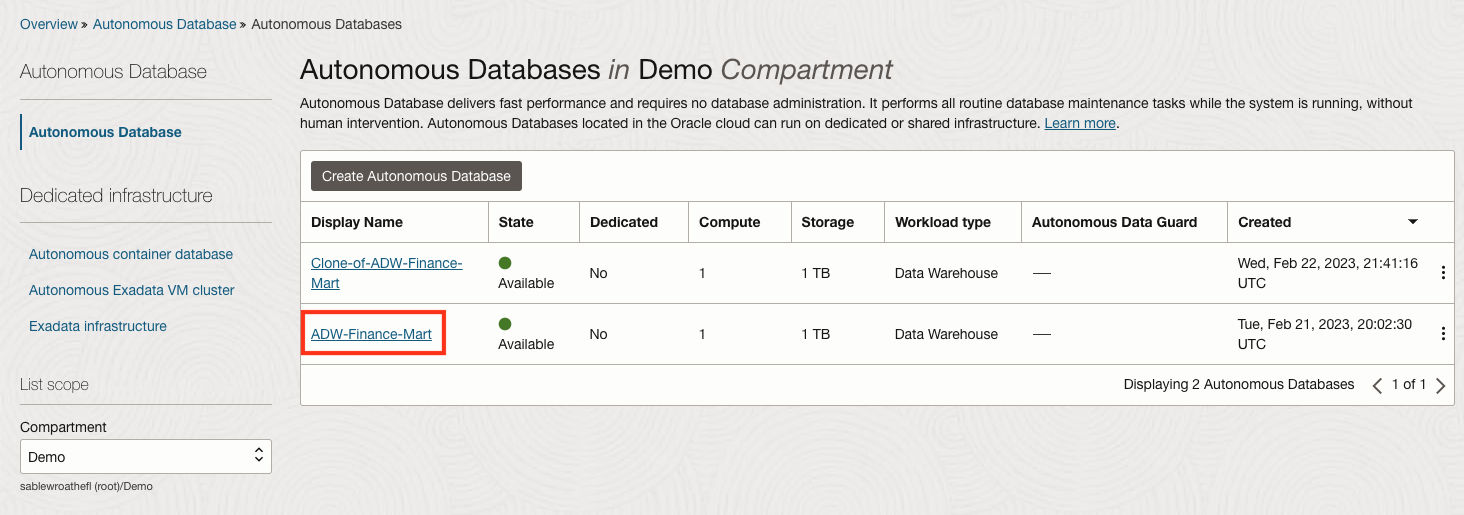 Overview » Autonomous Database » Autonomous Databases
Autonomous Database
Autonomous Database
Dedicated infrastructure
Autonomous container database
Autonomous Exadata VM cluster
Exadata infrastructure
List scope
Compartment
Demo
sablewroathefl (root)/Demo
Autonomous Databases in Demo Compartment
Autonomous Database delivers fast performance and requires no database administration. It performs all routine database maintenance tasks while the system is running, without
human intervention. Autonomous Databases located in the Oracle cloud can run on dedicated or shared infrastructure. Learn more.
Create Autonomous Database
Display Name State Dedicated Compute Storage Workload type Autonomous Data Guard Created
Clone-of-ADW-Finance-
Mart
Available
No 1 1 TB Data Warehouse —
Wed, Feb 22, 2023, 21:41:16
UTC
ADW-Finance-Mart
Available
No 1 1 TB Data Warehouse —
Tue, Feb 21, 2023, 20:02:30
UTC
Displaying 2 Autonomous Databases 1 of 1